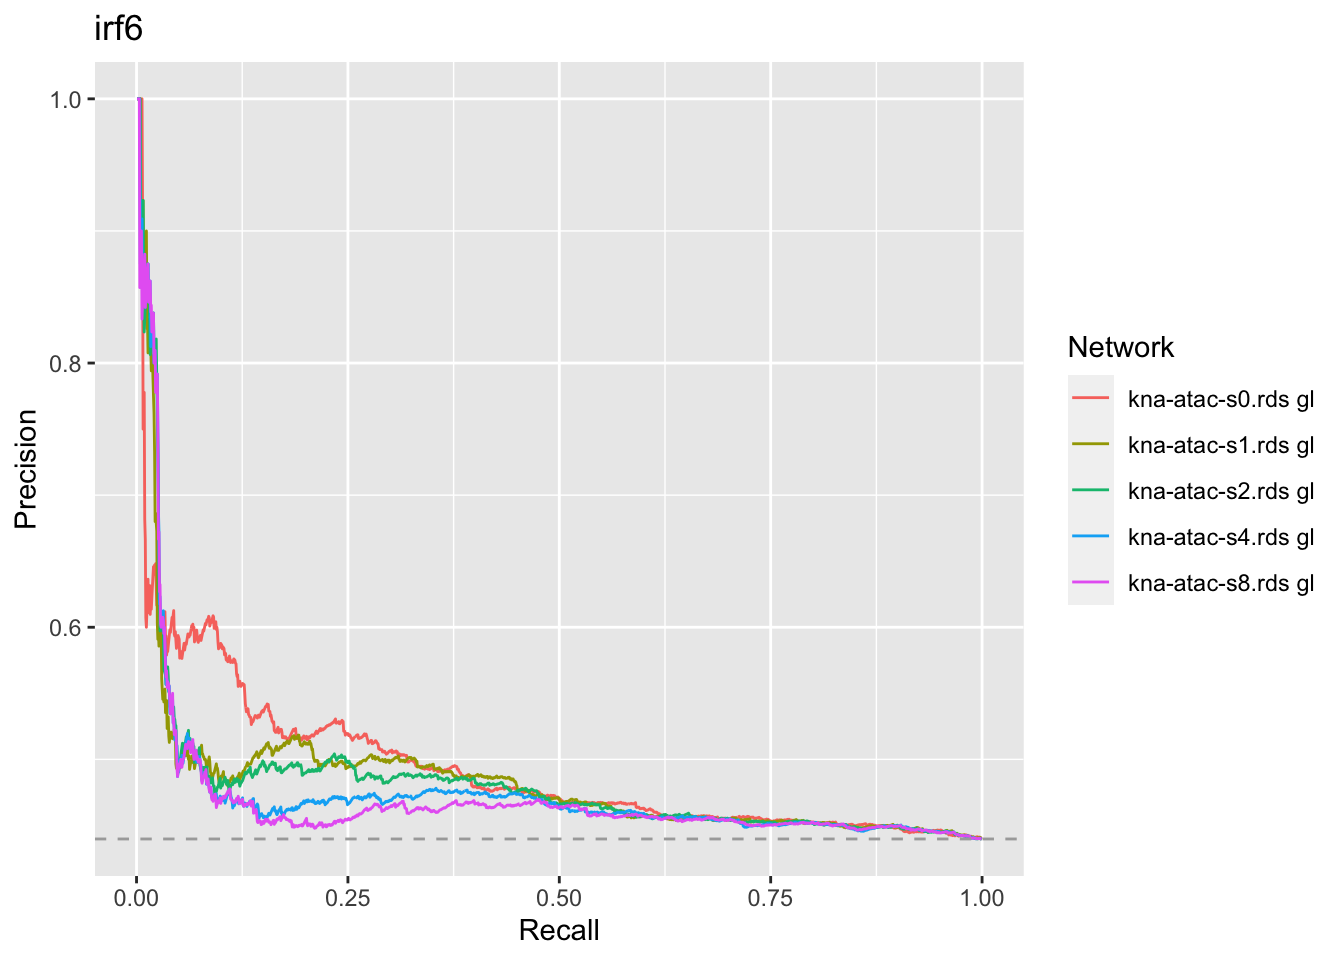 irf6
1.0
0.8
0.6
Precision
0.00
0.25
0.50
0.75
1.00
Recall
Network
kna-atac-s0.rds gl
kna-atac-s1.rds gl
kna-atac-s2.rds gl
kna-atac-s4.rds gl
kna-atac-s8.rds gl